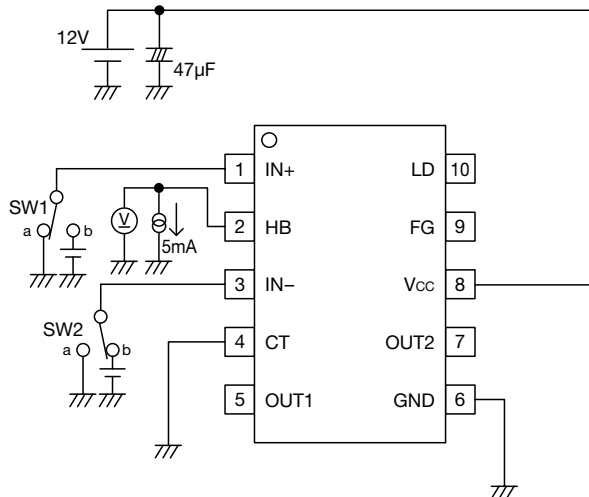 12V
47μF
1 IN+ LD 10
SW1
a b
V
5mA
2 HB FG 9
3 IN− VCC 8
SW2
a b
4 CT OUT2 7
5 OUT1 GND 6